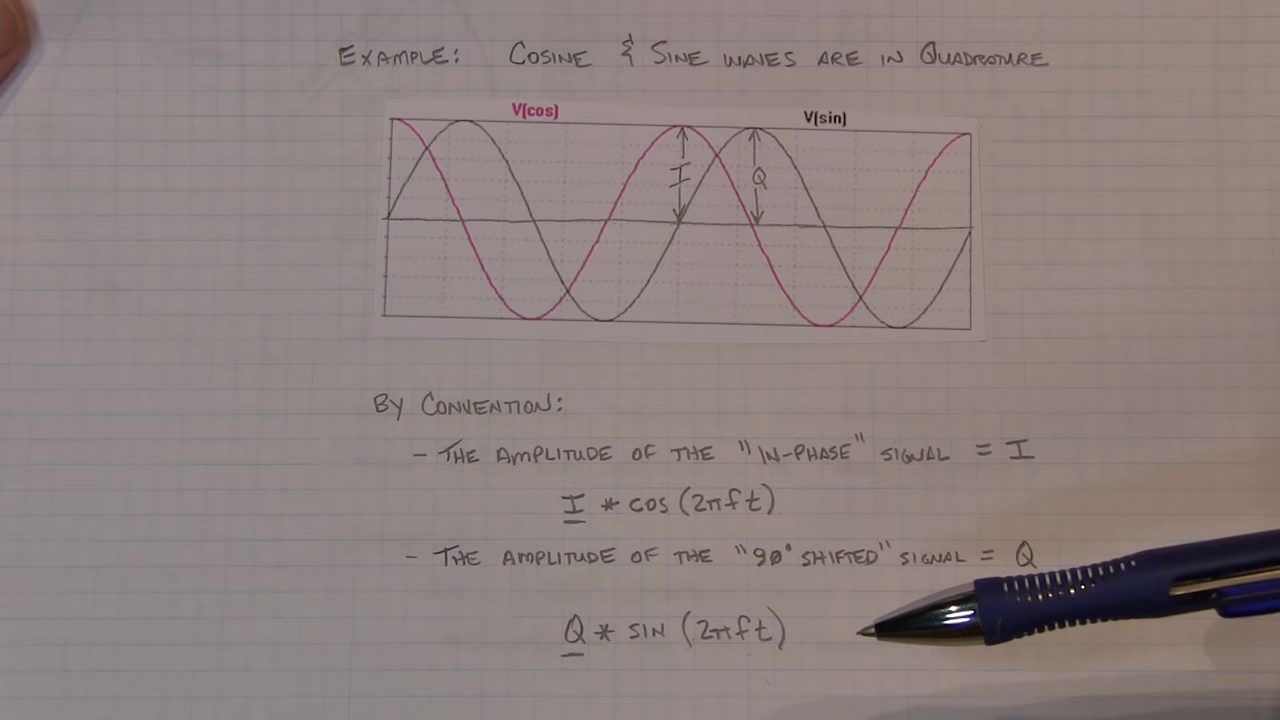 EXAMPLE: COSINE & SINE WAVES ARE IN QUADRATURE
V(cos) V(sin)
I Q
BY CONVENTION:
- THE AMPLITUDE OF THE "IN-PHASE" SIGNAL = I
I * COS (2πft)
- THE AMPLITUDE OF THE "90° SHIFTED" SIGNAL = Q
Q * SIN (2πft)